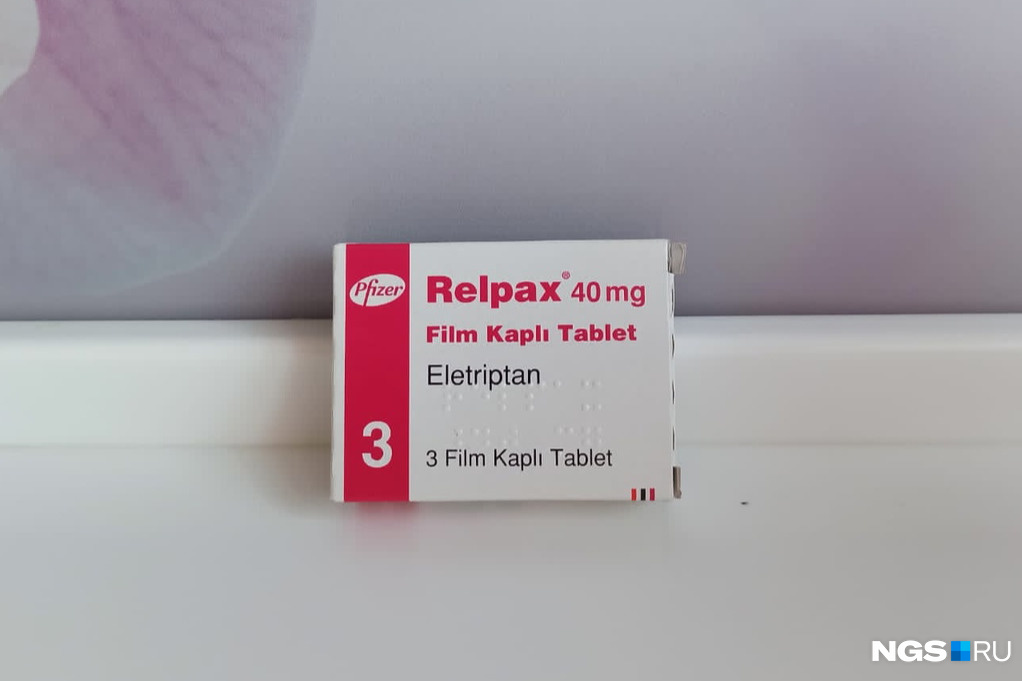 Pfizer
Relpax® 40 mg
Film Kaplı Tablet
Eletriptan
3
3 Film Kaplı Tablet
NGS RU